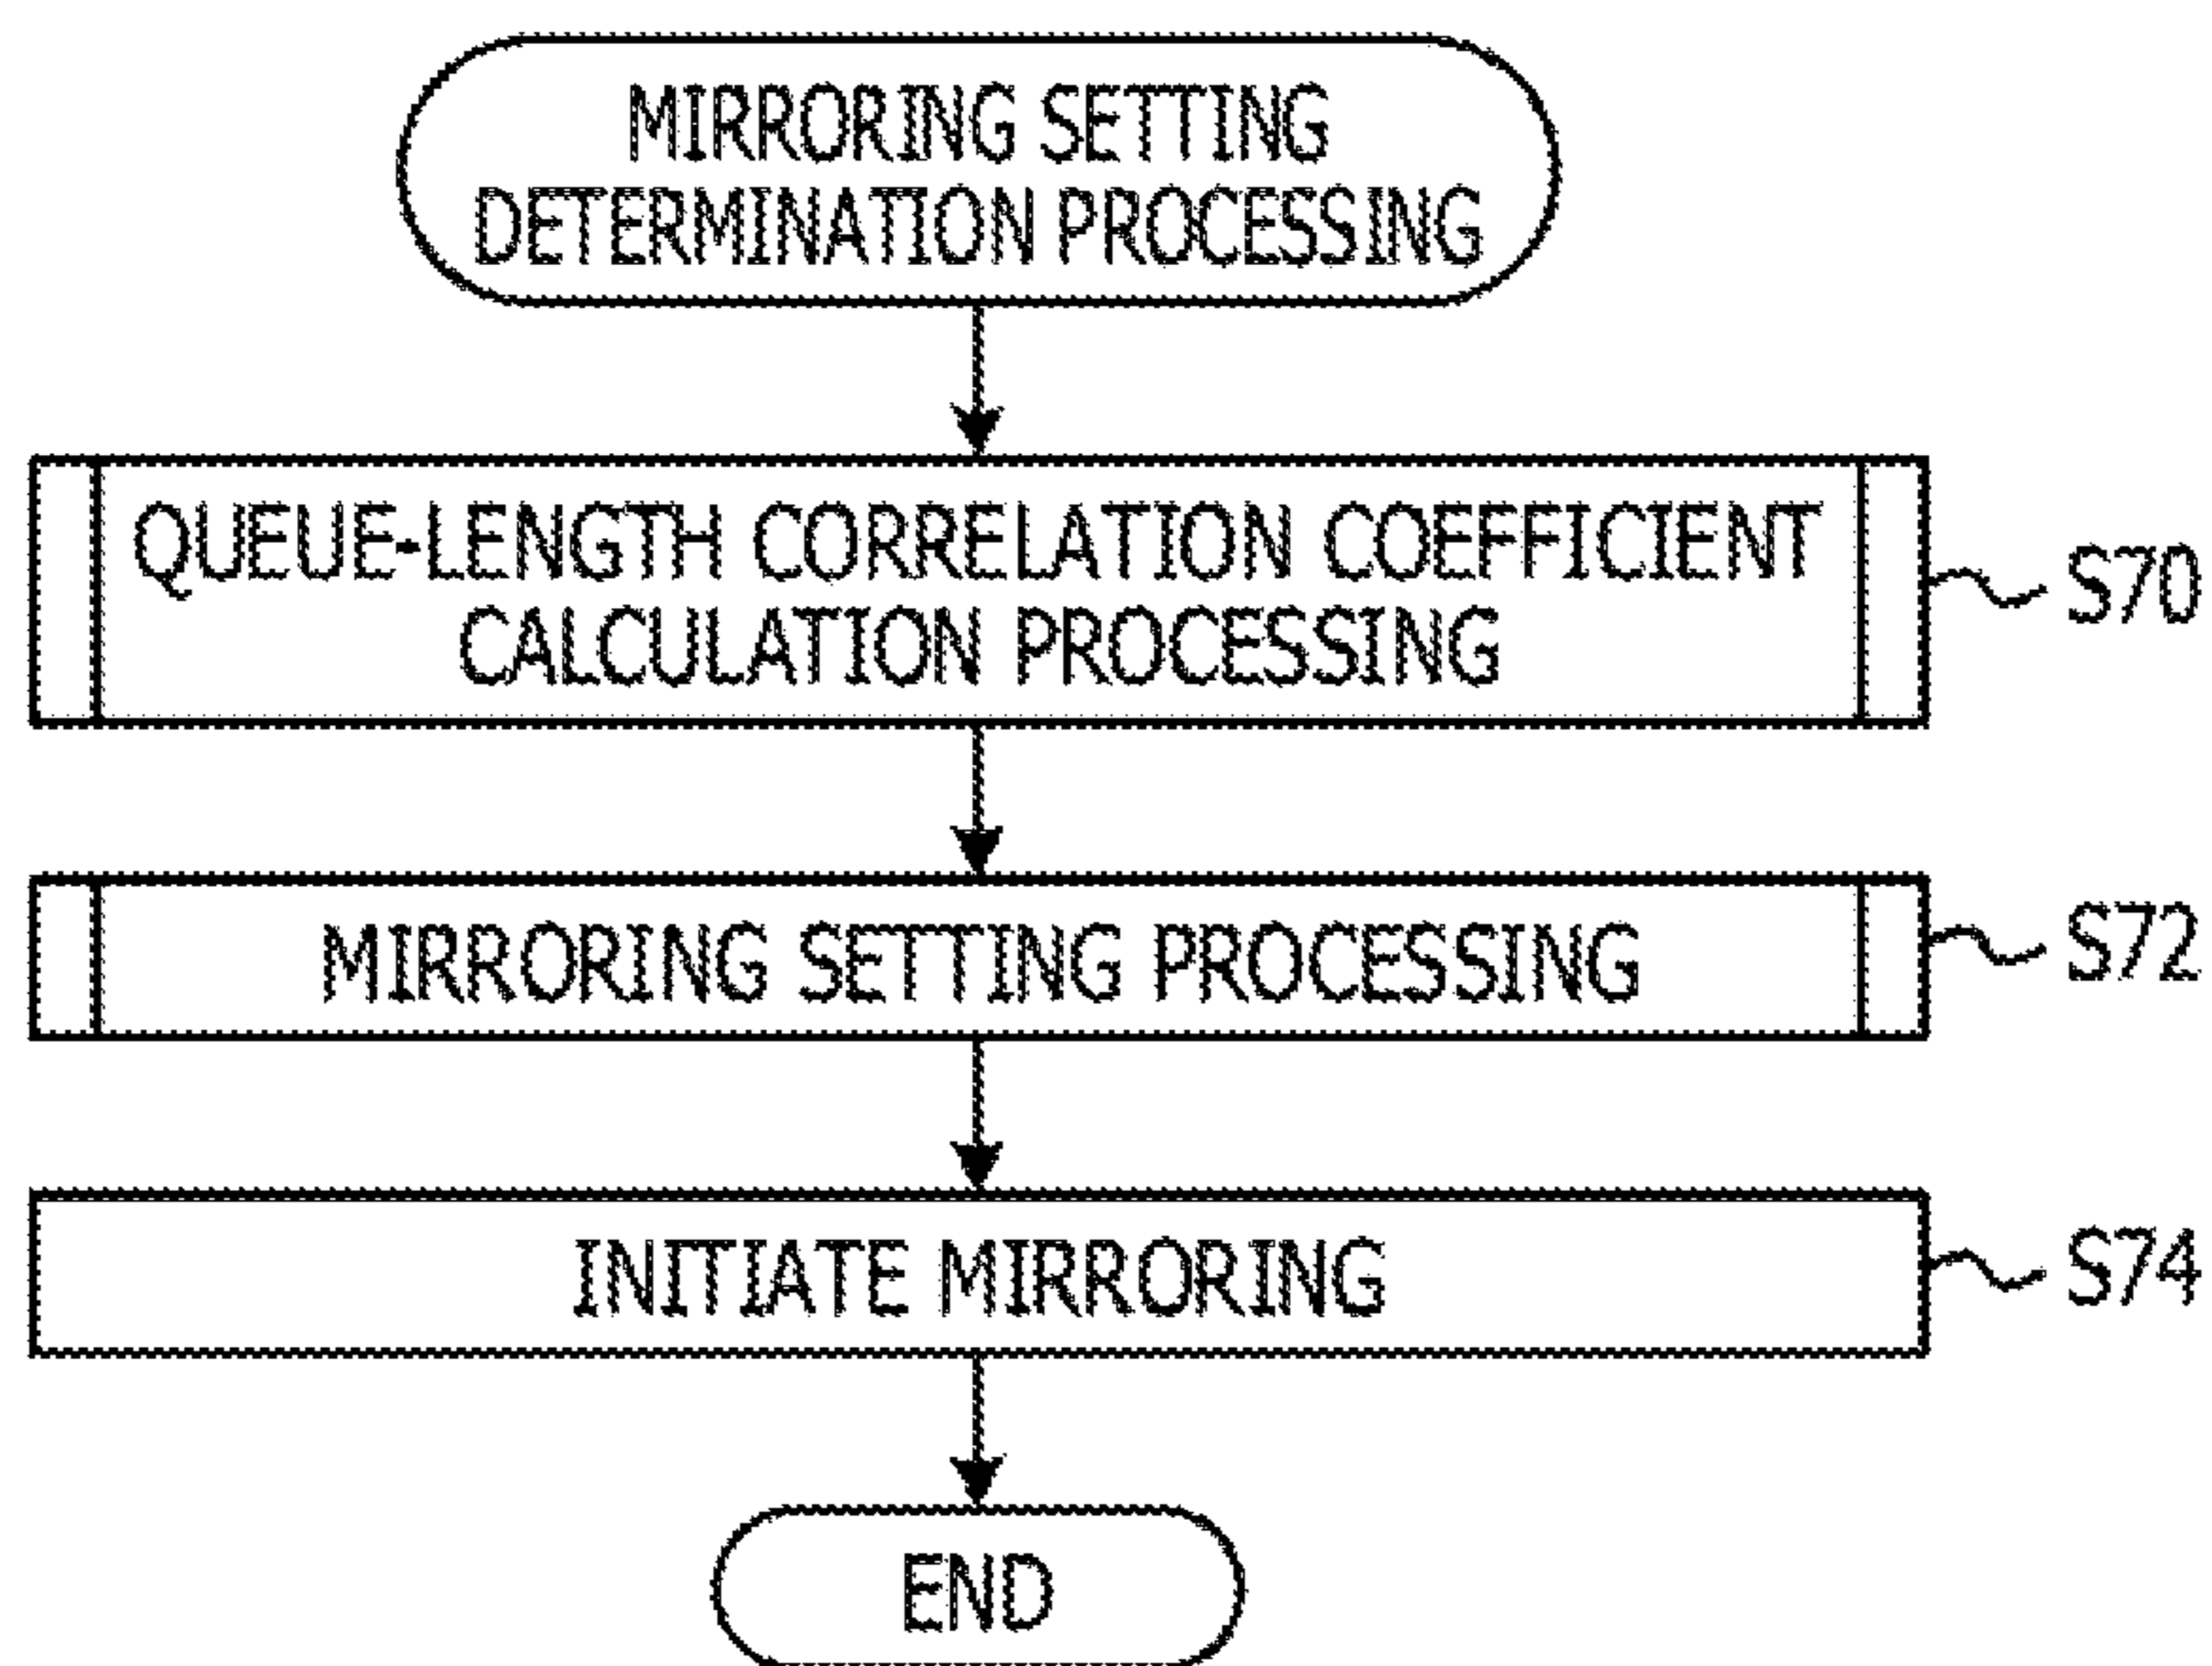 MIRRORING SETTING
DETERMINATION PROCESSING
QUEUE-LENGTH CORRELATION COEFFICIENT
CALCULATION PROCESSING
S70
MIRRORING SETTING PROCESSING
S72
INITIATE MIRRORING
S74
END